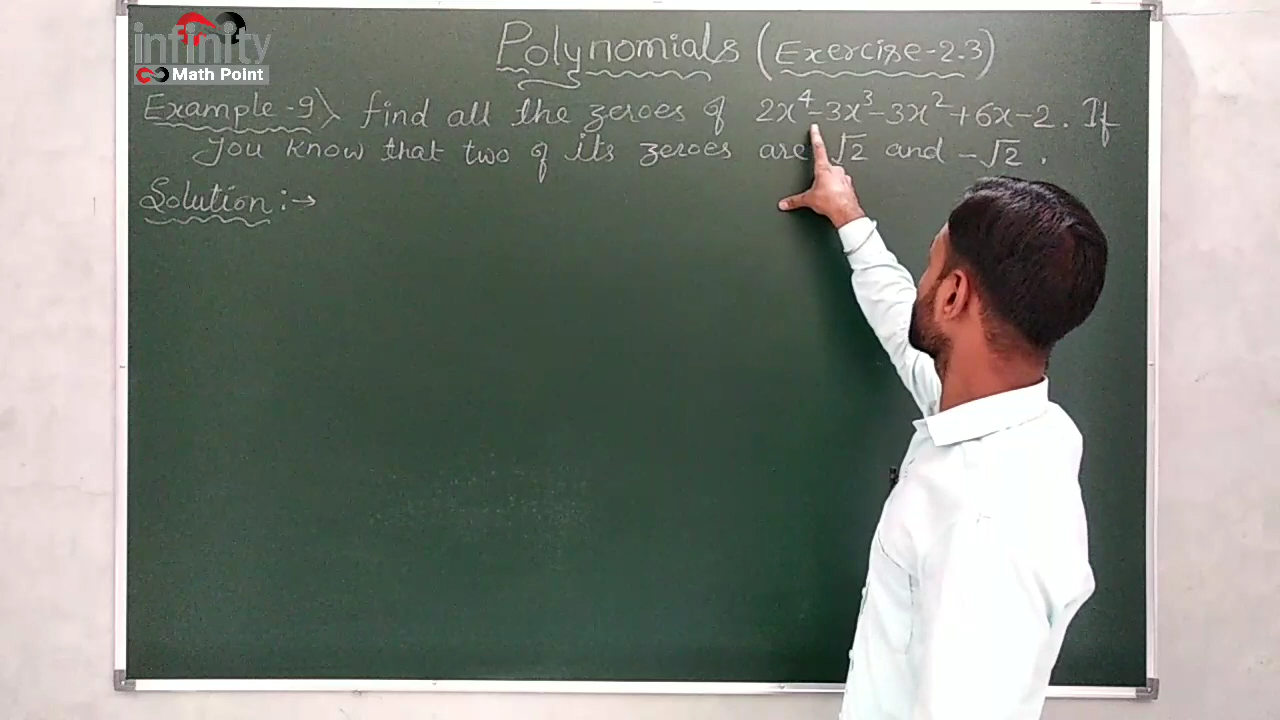 infinity
Math Point
Polynomials (Exercise-2.3)
Example-9) find all the zeroes of 2x⁴-3x³-3x²+6x-2. If
you know that two of its zeroes are √2 and -√2.
Solution:→